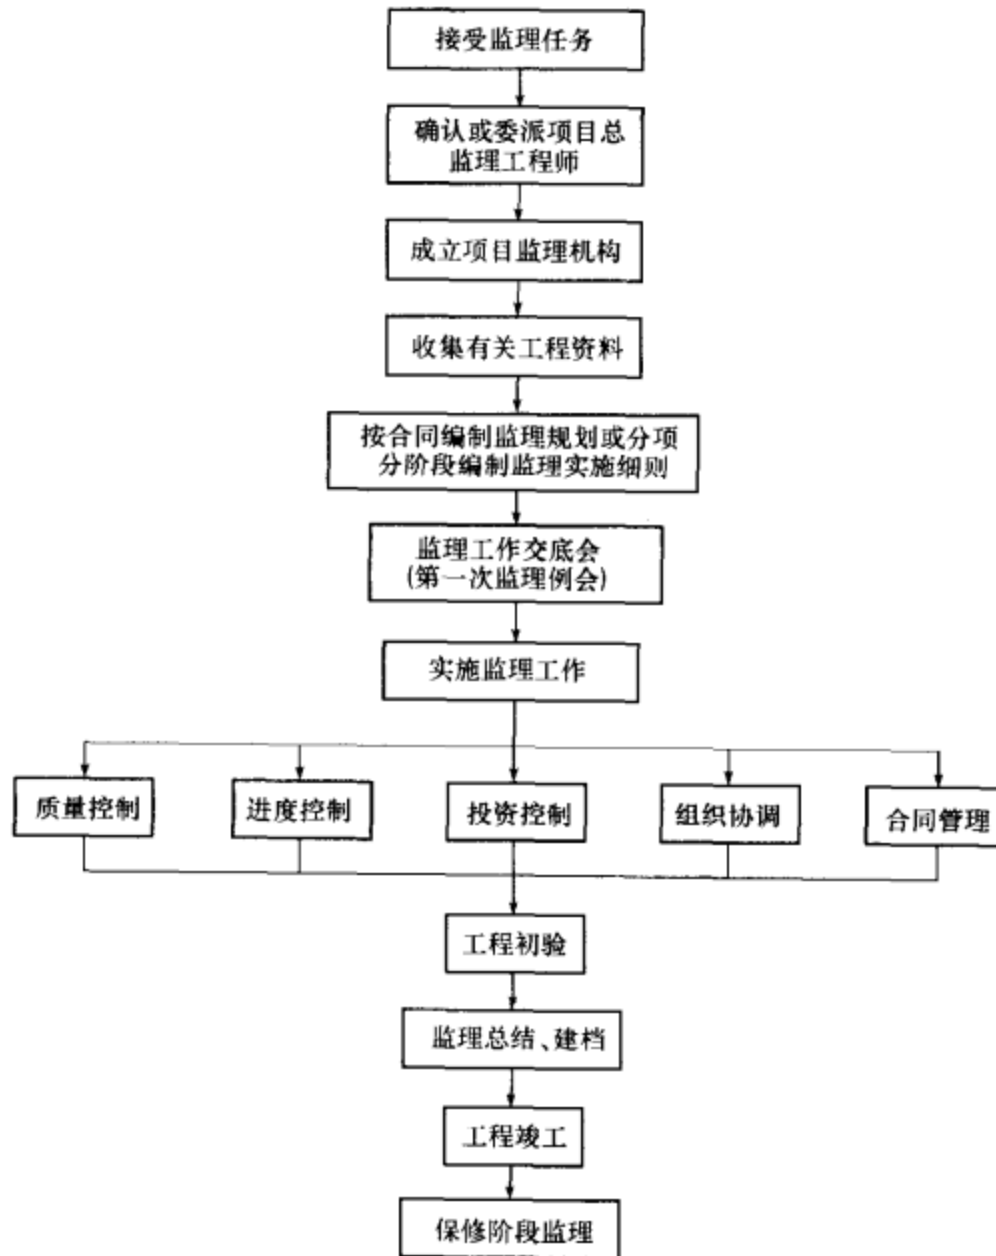 接受监理任务
确认或委派项目总
监理工程师
成立项目监理机构
收集有关工程资料
按合同编制监理规划或分项
分阶段编制监理实施细则
监理工作交底会
(第一次监理例会)
实施监理工作
质量控制
进度控制
投资控制
组织协调
合同管理
工程初验
监理总结、建档
工程竣工
保修阶段监理